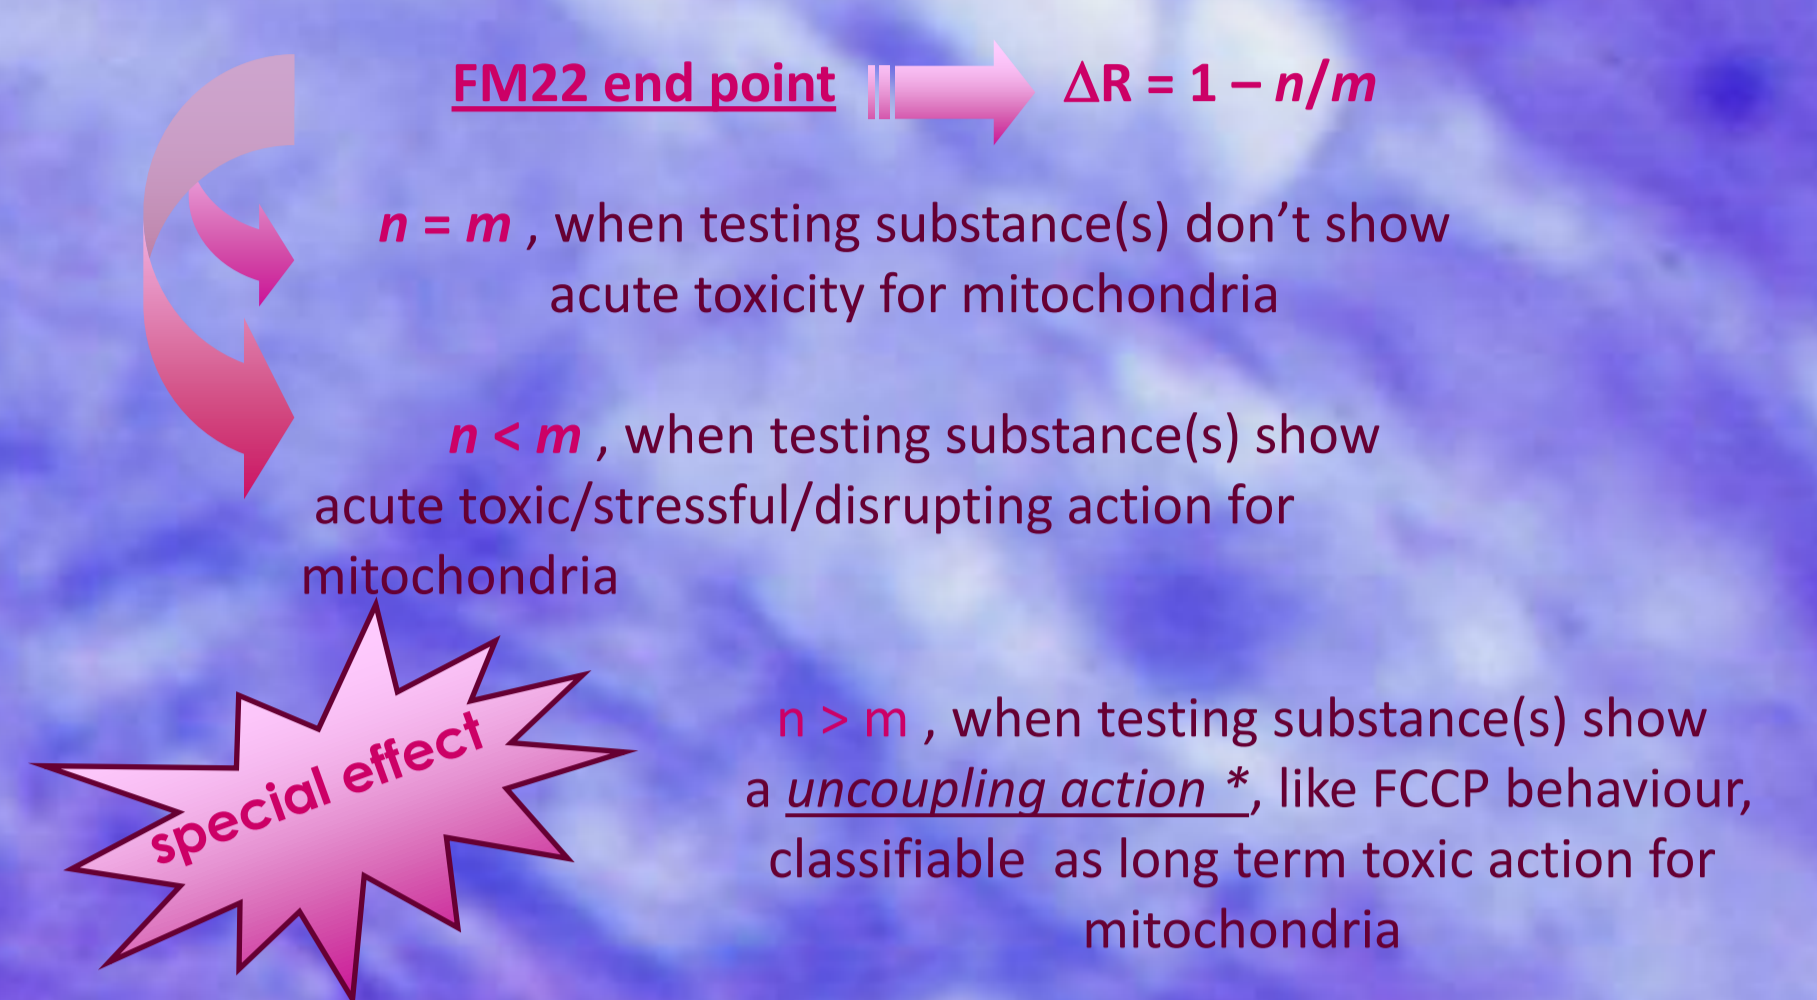 FM22 end point ΔR = 1 – n/m
n = m , when testing substance(s) don’t show
acute toxicity for mitochondria
n < m , when testing substance(s) show
acute toxic/stressful/disrupting action for
mitochondria
special effect
n > m , when testing substance(s) show
a uncoupling action *, like FCCP behaviour,
classifiable as long term toxic action for
mitochondria